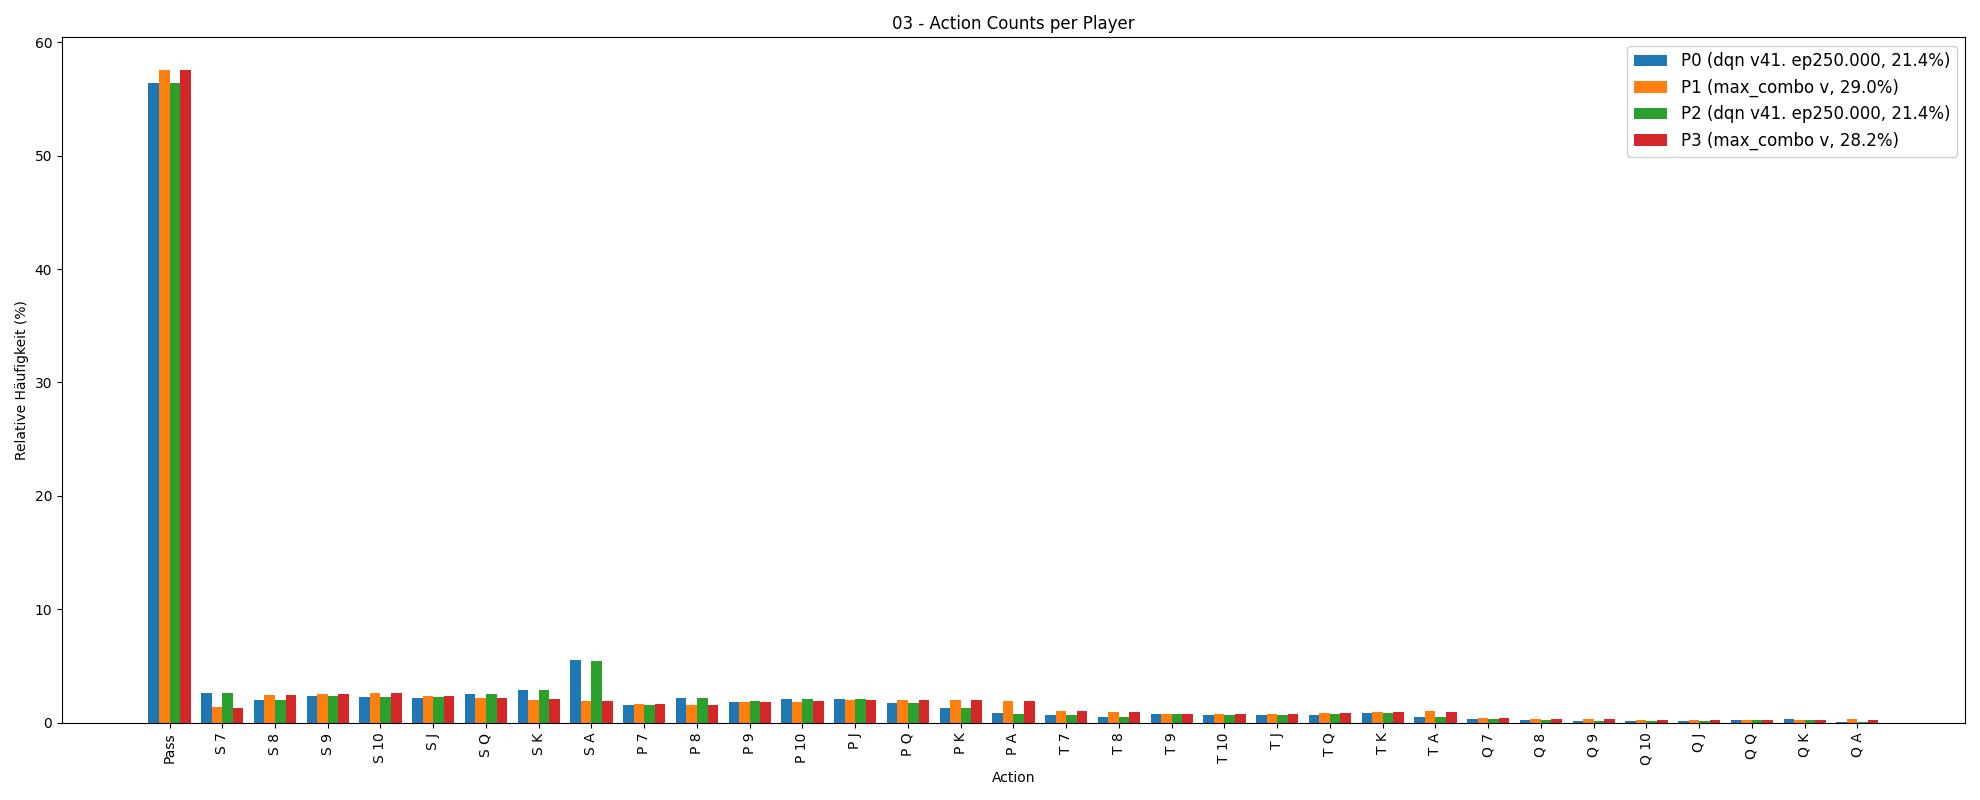 03 - Action Counts per Player
60
50
40
30
20
10
0
Relative Häufigkeit (%)
P0 (dqn v41. ep250.000, 21.4%)
P1 (max_combo v, 29.0%)
P2 (dqn v41. ep250.000, 21.4%)
P3 (max_combo v, 28.2%)
Pass
S 7
S 8
S 9
S 10
S J
S Q
S K
S A
P 7
P 8
P 9
P 10
P J
P Q
P K
P A
T 7
T 8
T 9
T 10
T J
T Q
T K
T A
Q 7
Q 8
Q 9
Q 10
Q J
Q Q
Q K
Q A
Action